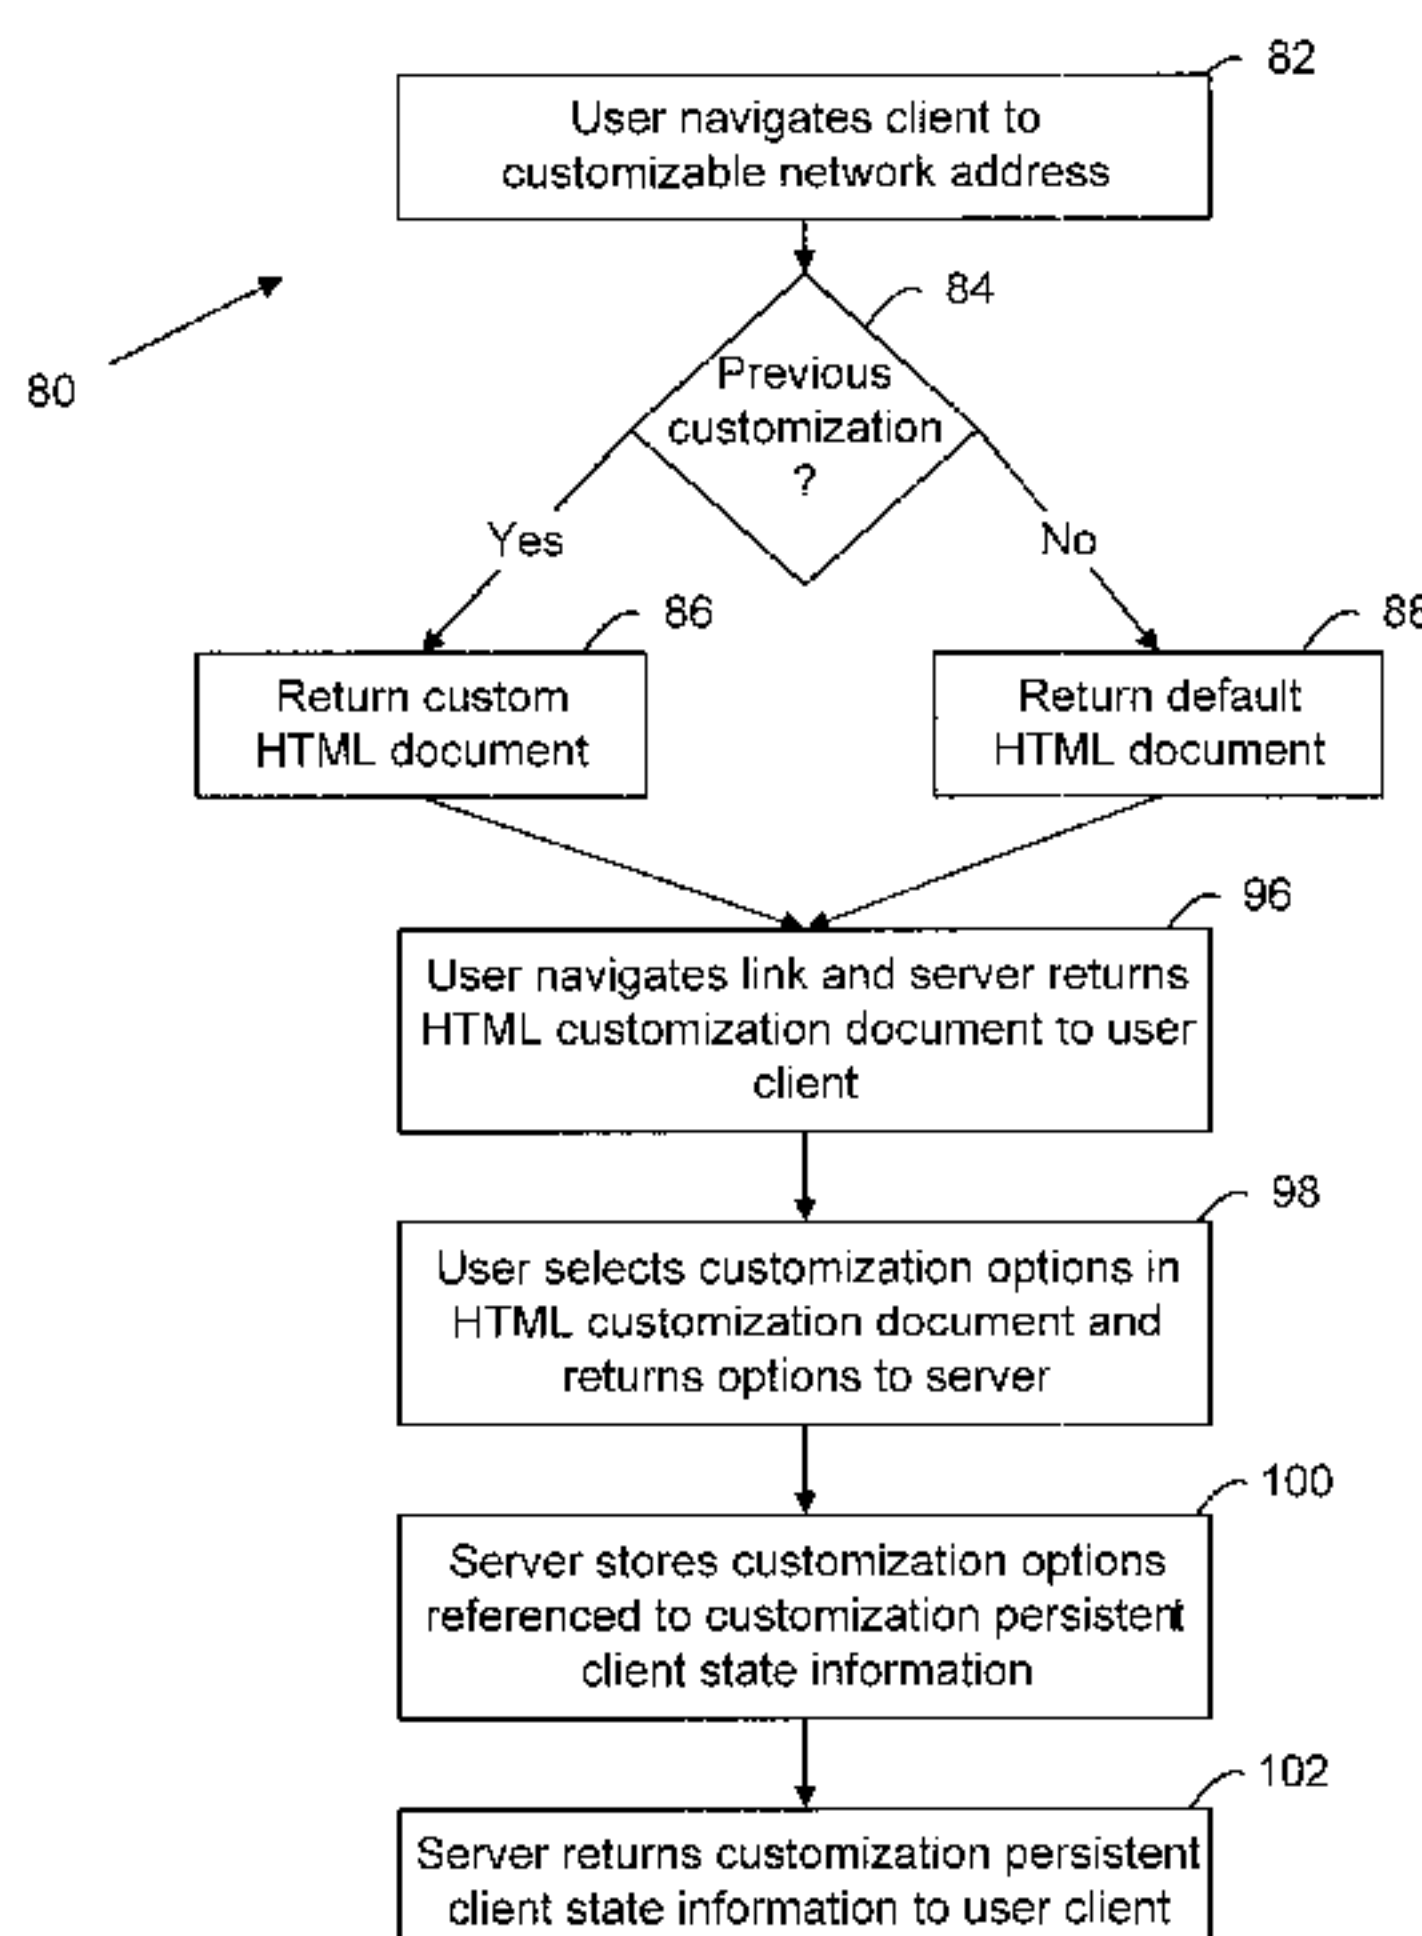 82
User navigates client to
customizable network address
84
80
Previous
customization
?
Yes
No
86
88
Return custom
HTML document
Return default
HTML document
96
User navigates link and server returns
HTML customization document to user
client
98
User selects customization options in
HTML customization document and
returns options to server
100
Server stores customization options
referenced to customization persistent
client state information
102
Server returns customization persistent
client state information to user client